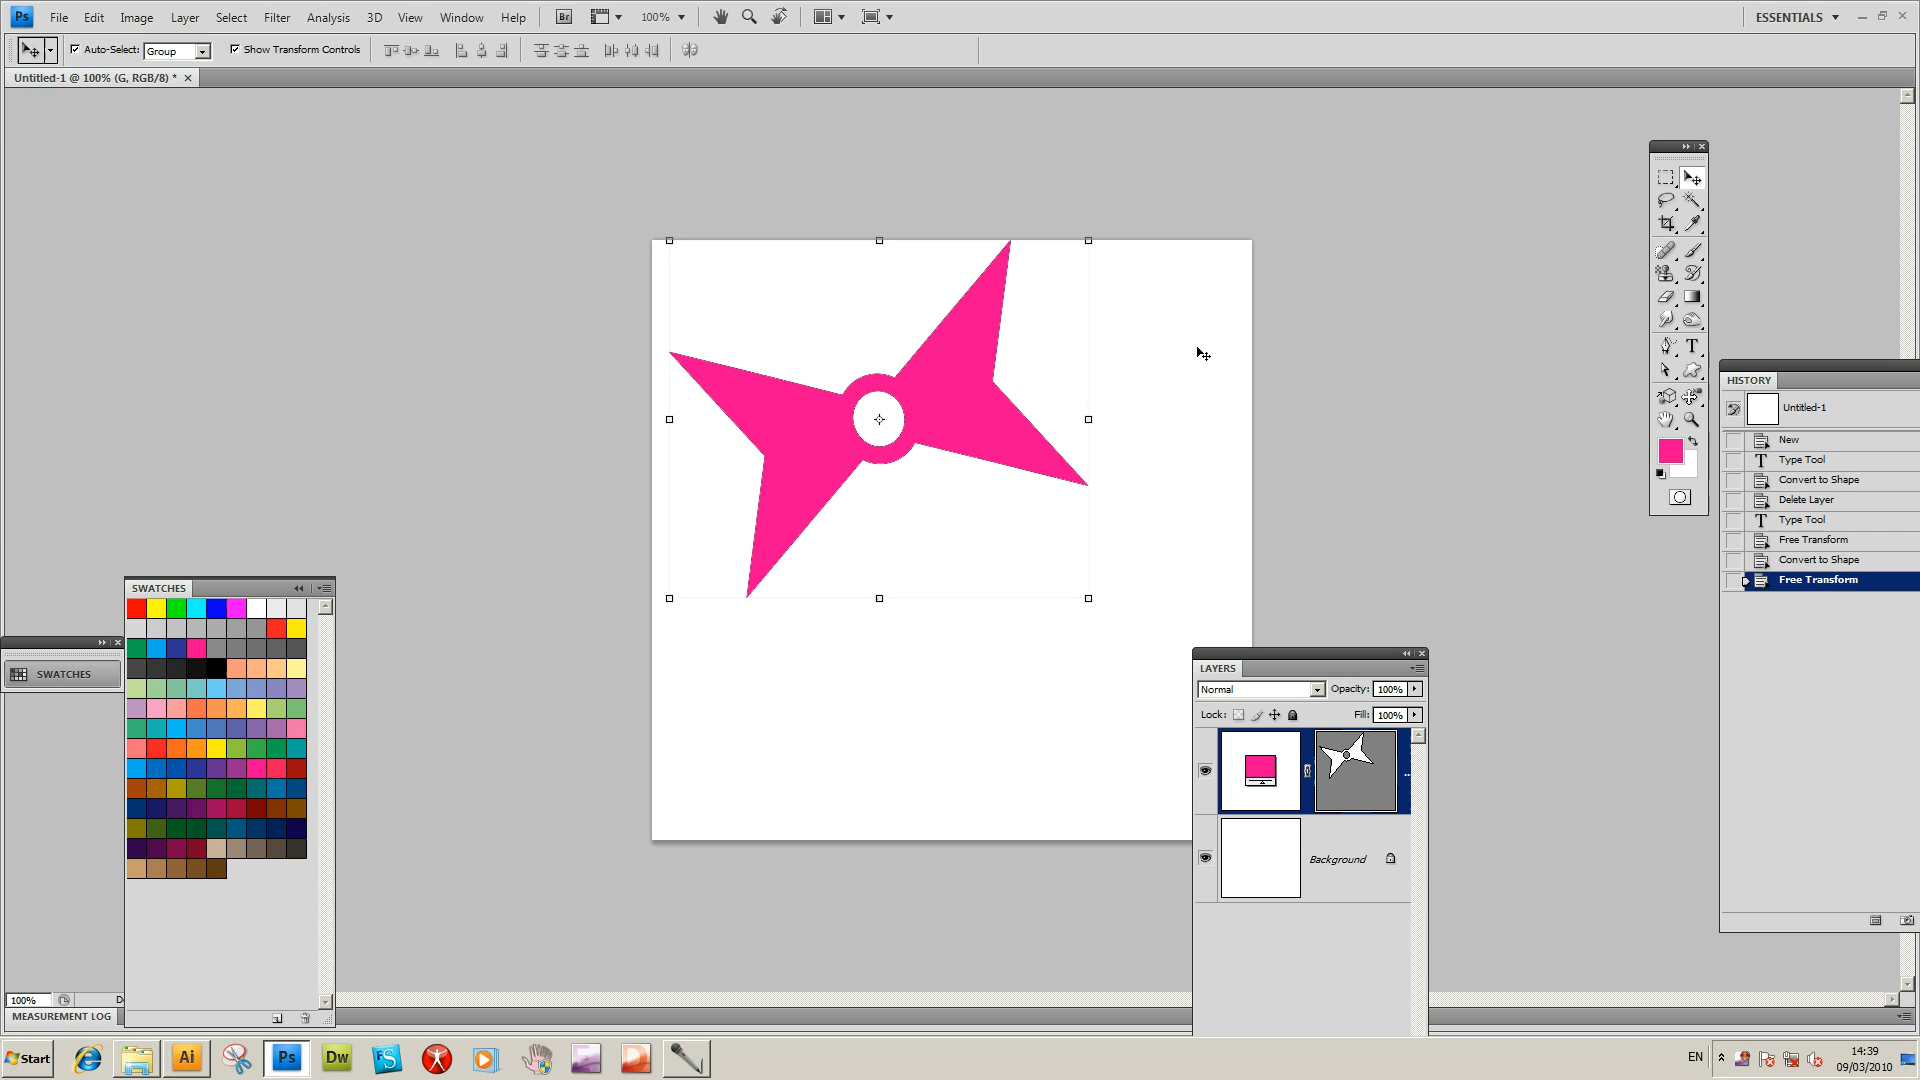 Ps File Edit Image Layer Select Filter Analysis 3D View Window Help Br 100% ESSENTIALS
Auto-Select: Group Show Transform Controls
Untitled-1 @ 100% (G, RGB/8) *
HISTORY
Untitled-1
New
Type Tool
Convert to Shape
Delete Layer
Type Tool
Free Transform
Convert to Shape
Free Transform
SWATCHES
SWATCHES
LAYERS
Normal Opacity: 100%
Lock: Fill: 100%
Background
100% D
MEASUREMENT LOG
Start Ai Ps Dw FS EN 14:39
09/03/2010